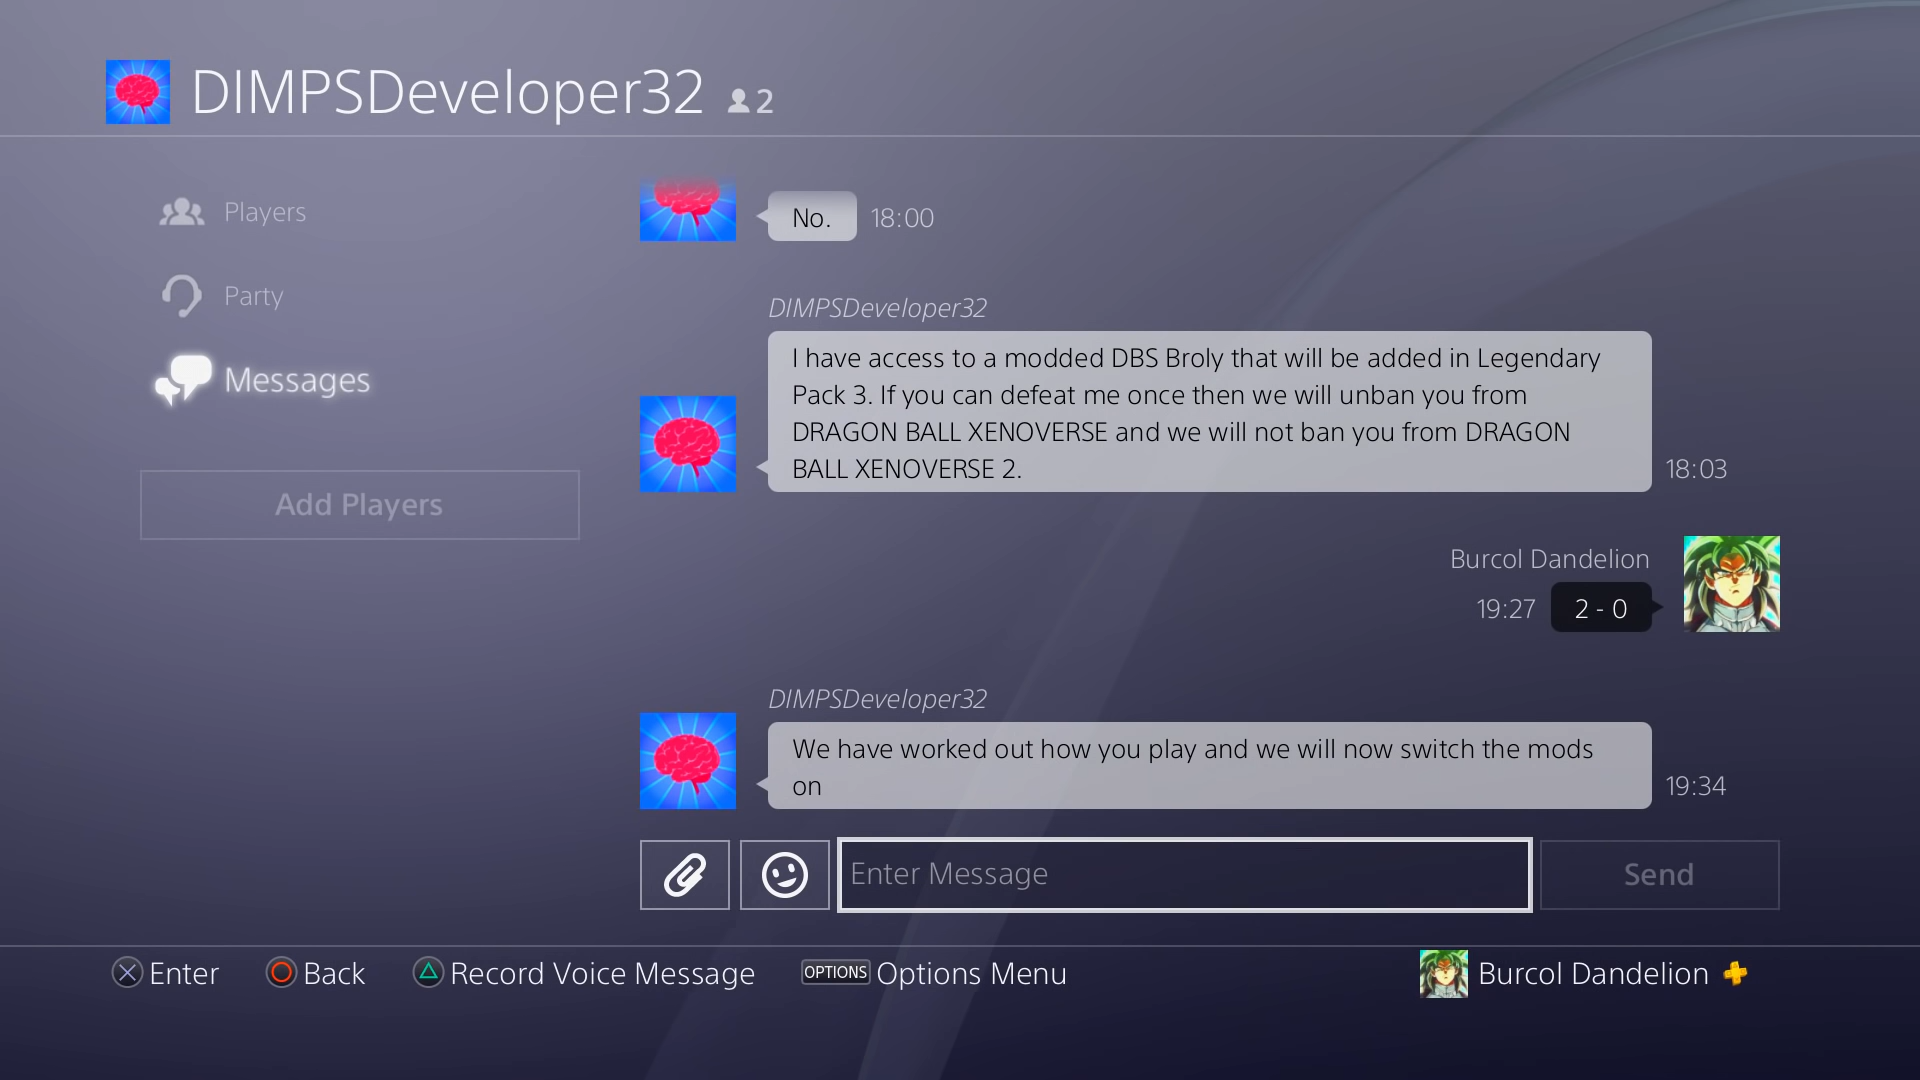 DIMPSDeveloper32 2
Players
Party
Messages
Add Players
No. 18:00
DIMPSDeveloper32
I have access to a modded DBS Broly that will be added in Legendary
Pack 3. If you can defeat me once then we will unban you from
DRAGON BALL XENOVERSE and we will not ban you from DRAGON
BALL XENOVERSE 2. 18:03
Burcol Dandelion
19:27 2 - 0
DIMPSDeveloper32
We have worked out how you play and we will now switch the mods
on 19:34
Enter Message Send
Enter Back Record Voice Message OPTIONS Options Menu Burcol Dandelion